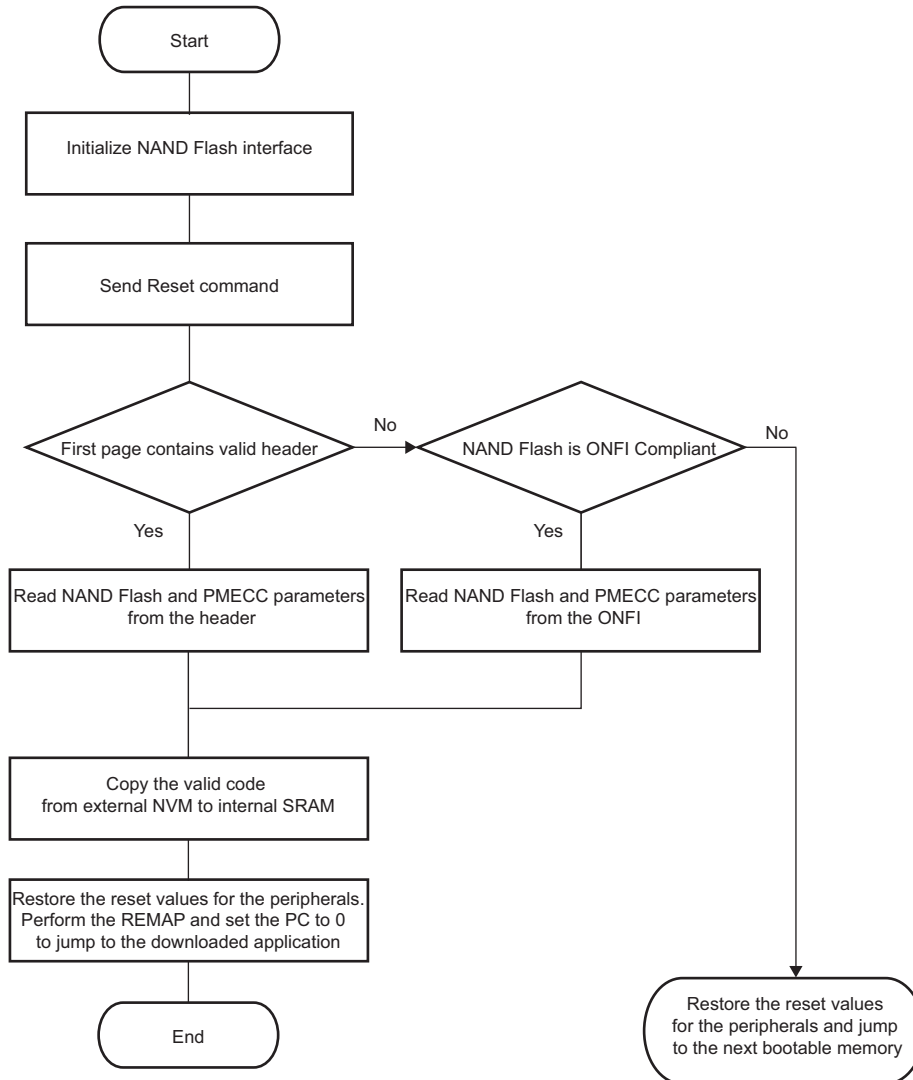 Start
Initialize NAND Flash interface
Send Reset command
First page contains valid header
No
NAND Flash is ONFI Compliant
No
Yes
Yes
Read NAND Flash and PMECC parameters
from the header
Read NAND Flash and PMECC parameters
from the ONFI
Copy the valid code
from external NVM to internal SRAM
Restore the reset values for the peripherals.
Perform the REMAP and set the PC to 0
to jump to the downloaded application
End
Restore the reset values
for the peripherals and jump
to the next bootable memory